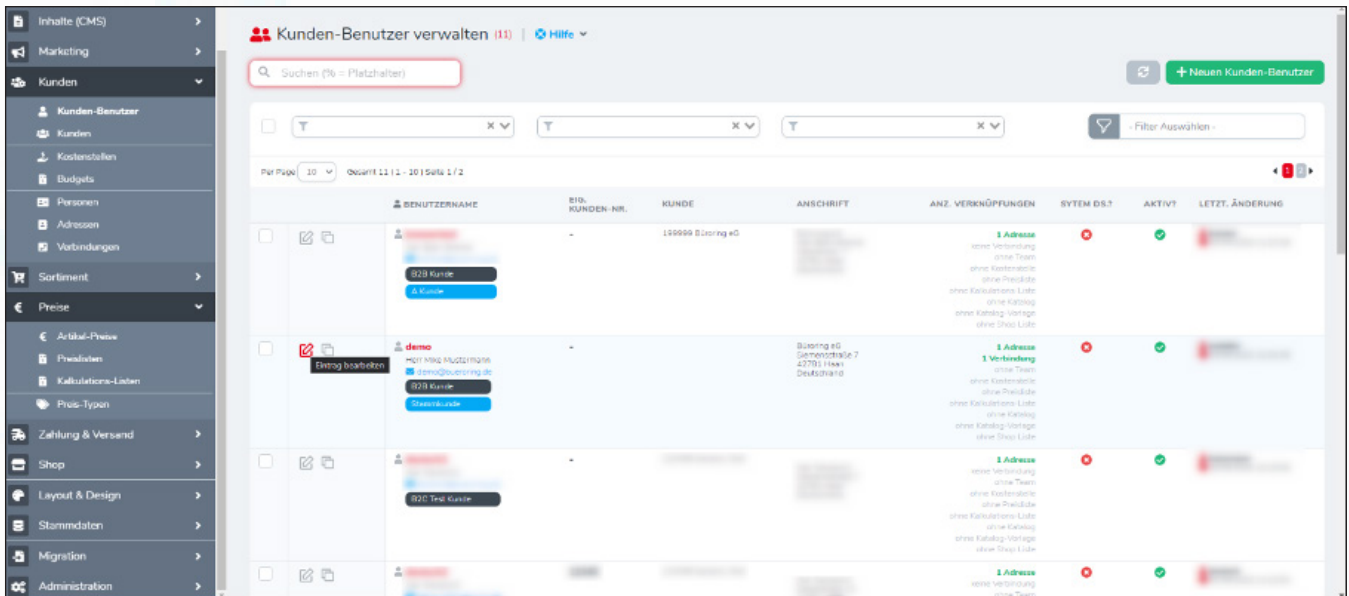 Inhalte (CMS)
Marketing
Kunden
Kunden-Benutzer
Kunden
Kostenstellen
Budgets
Personen
Adressen
Verbindungen
Sortiment
Preise
Artikel-Preise
Preislisten
Kalkulations-Listen
Preis-Typen
Zahlung & Versand
Shop
Layout & Design
Stammdaten
Migration
Administration
Kunden-Benutzer verwalten (11) | Hilfe
Suchen (% = Platzhalter)
+ Neuen Kunden-Benutzer
- Filter Auswählen -
Per Page 10 Gesamt 11 | 1 - 10 | Seite 1 / 2
1 2
BENUTZERNAME EIG. KUNDEN-NR. KUNDE ANSCHRIFT ANZ. VERKNÜPFUNGEN SYTEM DS.? AKTIV? LETZT. ÄNDERUNG
- 199999 Büroring eG
B2B Kunde
A Kunde
1 Adresse
keine Verbindung
ohne Team
ohne Kostenstelle
ohne Preisliste
ohne Kalkulations-Liste
ohne Katalog
ohne Katalog-Vorlage
ohne Shop Liste
Eintrag bearbeiten
demo
Herr Mike Mustermann
demo@bueroring.de
B2B Kunde
Stammkunde
-
Büroring eG
Siemensstraße 7
42781 Haan
Deutschland
1 Adresse
1 Verbindung
ohne Team
ohne Kostenstelle
ohne Preisliste
ohne Kalkulations-Liste
ohne Katalog
ohne Katalog-Vorlage
ohne Shop Liste
B2C Test Kunde
-
1 Adresse
keine Verbindung
ohne Team
ohne Kostenstelle
ohne Preisliste
ohne Kalkulations-Liste
ohne Katalog
ohne Katalog-Vorlage
ohne Shop Liste
1 Adresse
keine Verbindung
ohne Team